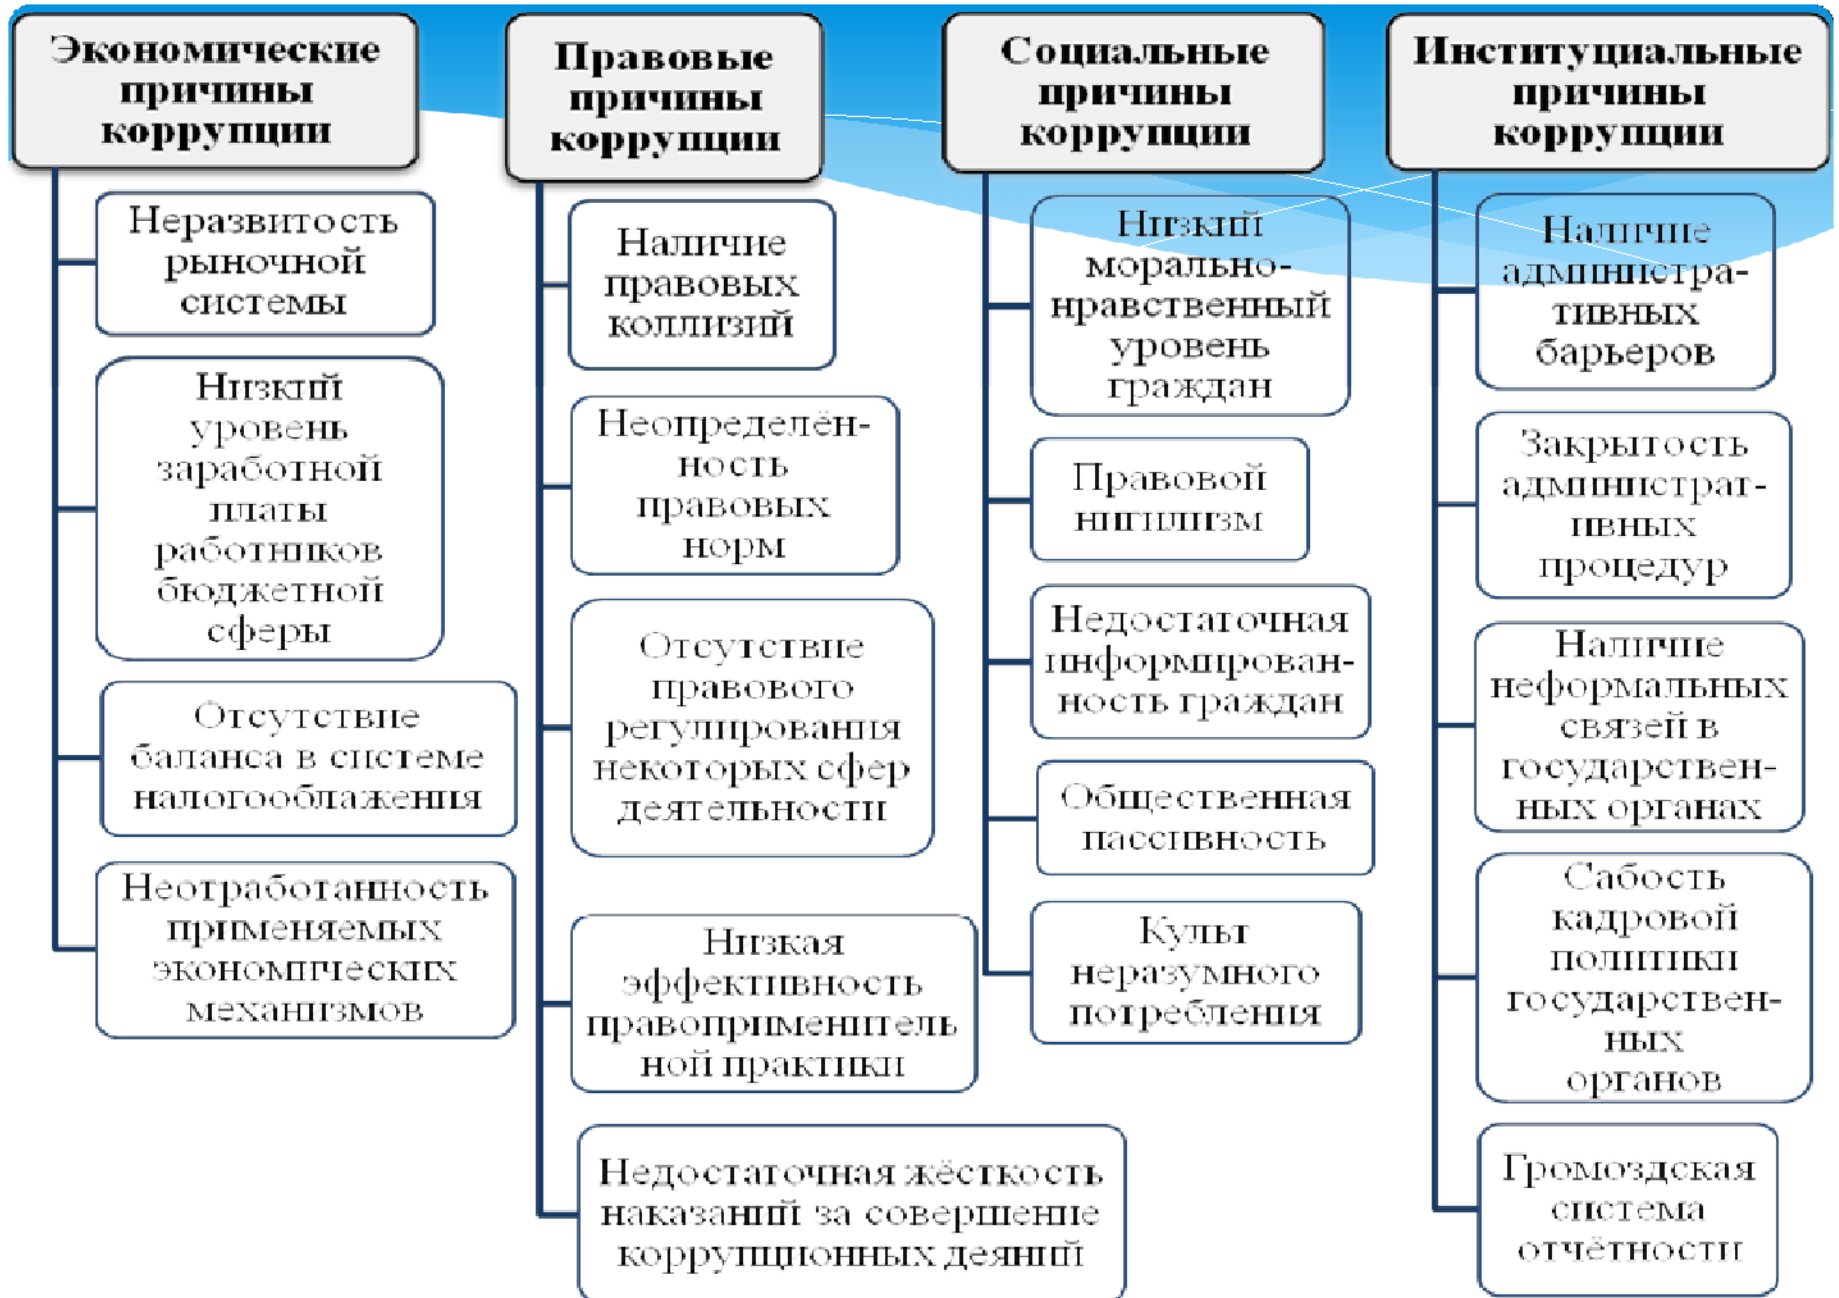 Экономические
причины
коррупции
Неразвитость
рыночной
системы
Низкий
уровень
заработной
платы
работников
бюджетной
сферы
Отсутствие
баланса в системе
налогооблажения
Неотработанность
применяемых
экономических
механизмов
Правовые
причины
коррупции
Наличие
правовых
коллизий
Неопределён-
ность
правовых
норм
Отсутствие
правового
регулирования
некоторых сфер
деятельности
Низкая
эффективность
правоприменитель
ной практики
Недостаточная жёсткость
наказаний за совершение
коррупционных деяний
Социальные
причины
коррупции
Низкий
морально-
нравственный
уровень
граждан
Правовой
нигилизм
Недостаточная
информирован-
ность граждан
Общественная
пассивность
Культ
неразумного
потребления
Институциальные
причины
коррупции
Наличие
администра-
тивных
барьеров
Закрытость
администрат-
ивных
процедур
Наличие
неформальных
связей в
государствен-
ных органах
Сабость
кадровой
политики
государствен-
ных
органов
Громоздская
система
отчётности